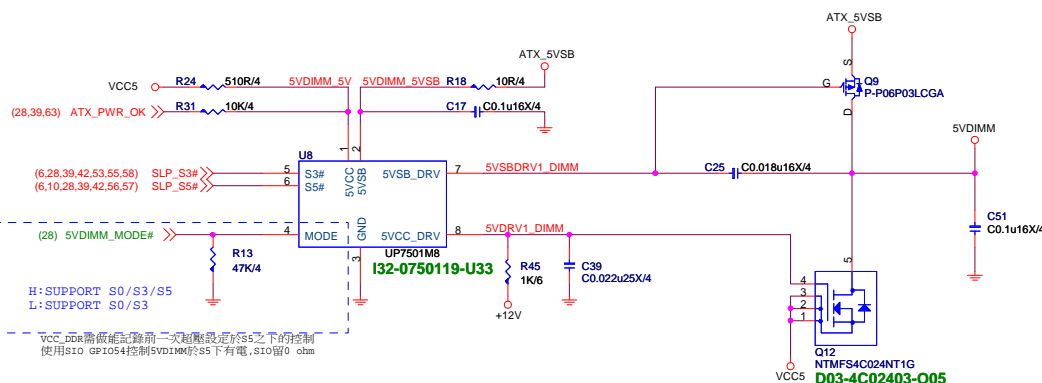 ATX_5VSB
ATX_5VSB
VCC5
R24
510R/4
5VDIMM_5V
5VDIMM_5VSB
R18
10R/4
S
G
Q9
P-P06P03LCGA
D
(28,39,63)
ATX_PWR_OK
R31
10K/4
C17
C0.1u16X/4
5VDIMM
U8
1
2
5VCC
5VSB
(6,28,39,42,53,55,58)
SLP_S3#
5
S3#
5VSB_DRV
7
5VSBDRV1_DIMM
C25
C0.018u16X/4
(6,10,28,39,42,56,57)
SLP_S5#
6
S5#
(28)
5VDIMM_MODE#
4
MODE
GND
5VCC_DRV
8
5VDRV1_DIMM
C51
C0.1u16X/4
R13
47K/4
3
UP7501M8
I32-0750119-U33
R45
1K/6
C39
C0.022u25X/4
5
4
3
2
1
H:SUPPORT S0/S3/S5
L:SUPPORT S0/S3
+12V
VCC_DDR需做能記錄前一次超壓設定於S5之下的控制
使用SIO GPIO54控制5VDIMM於S5下有電,SIO留0 ohm
Q12
NTMFS4C024NT1G
VCC5
D03-4C02403-O05